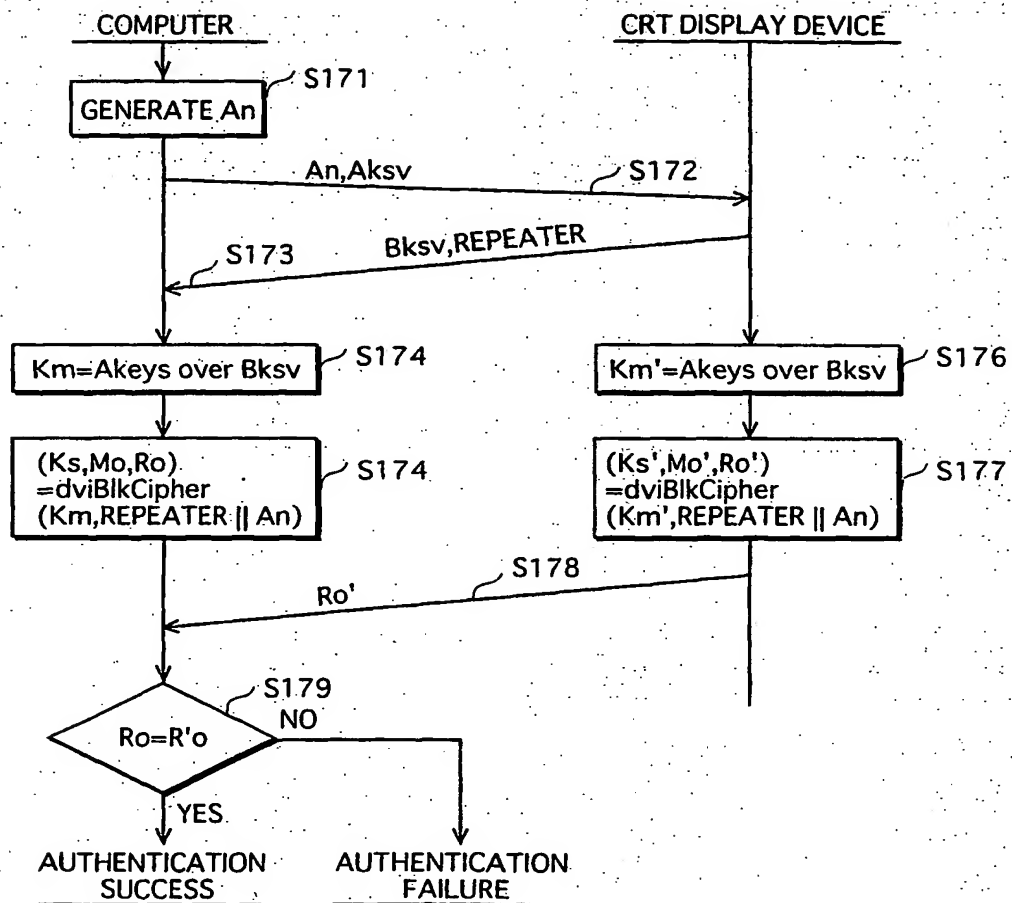 COMPUTER
CRT DISPLAY DEVICE
S171
GENERATE An
An,Aksv
S172
Bksv,REPEATER
S173
Km=Akeys over Bksv
S174
Km'=Akeys over Bksv
S176
(Ks,Mo,Ro)
=dviBlkCipher
(Km,REPEATER || An)
S174
(Ks',Mo',Ro')
=dviBlkCipher
(Km',REPEATER || An)
S177
S178
Ro'
S179
Ro=R'o
NO
YES
AUTHENTICATION
SUCCESS
AUTHENTICATION
FAILURE